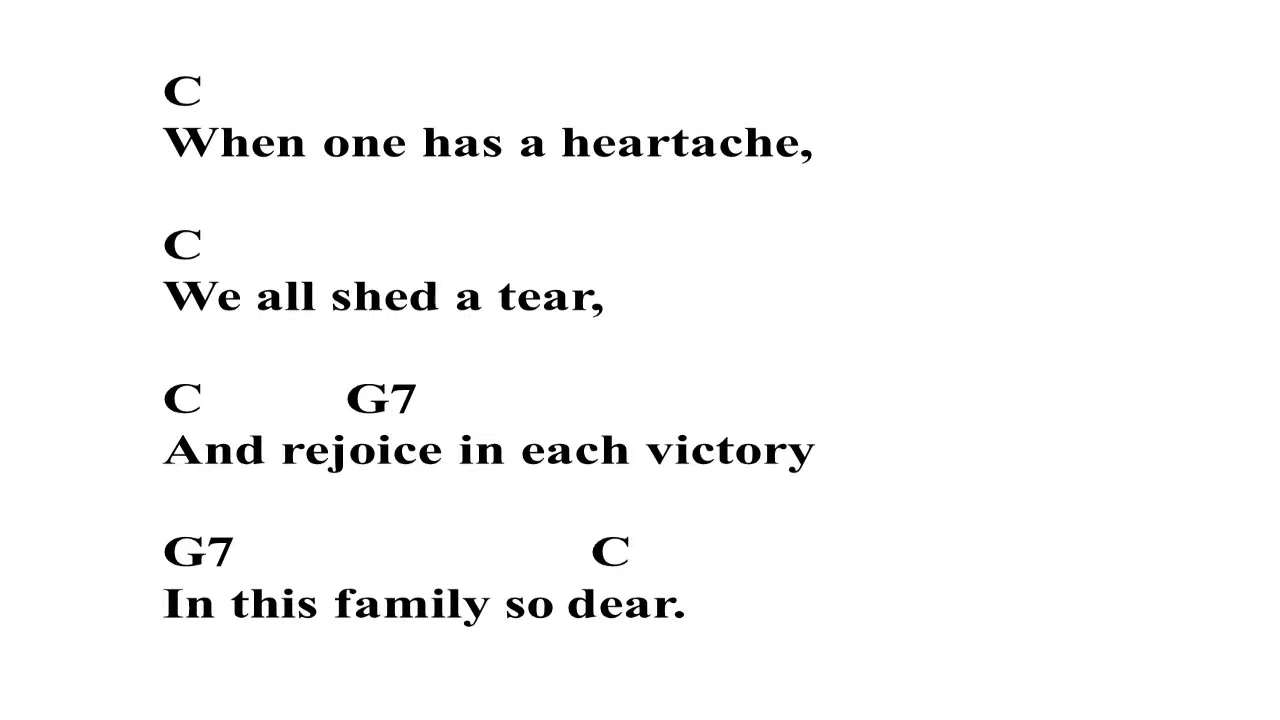 C
When one has a heartache,
C
We all shed a tear,
C G7
And rejoice in each victory
G7 C
In this family so dear.